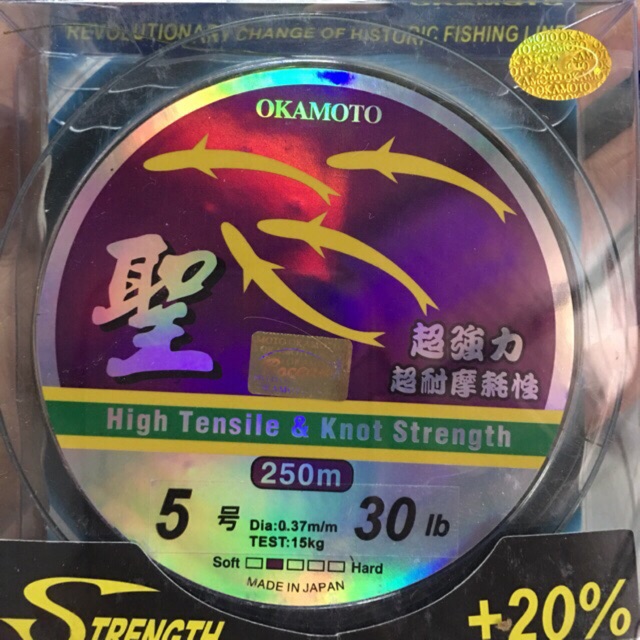 REVOLUTIONARY CHANGE OF HISTORIC FISHING LINE
OKAMOTO
聖
超強力
超耐摩耗性
High Tensile & Knot Strength
250m
5号 Dia:0.37m/m 30 lb
TEST:15kg
Soft Hard
MADE IN JAPAN
STRENGTH +20%